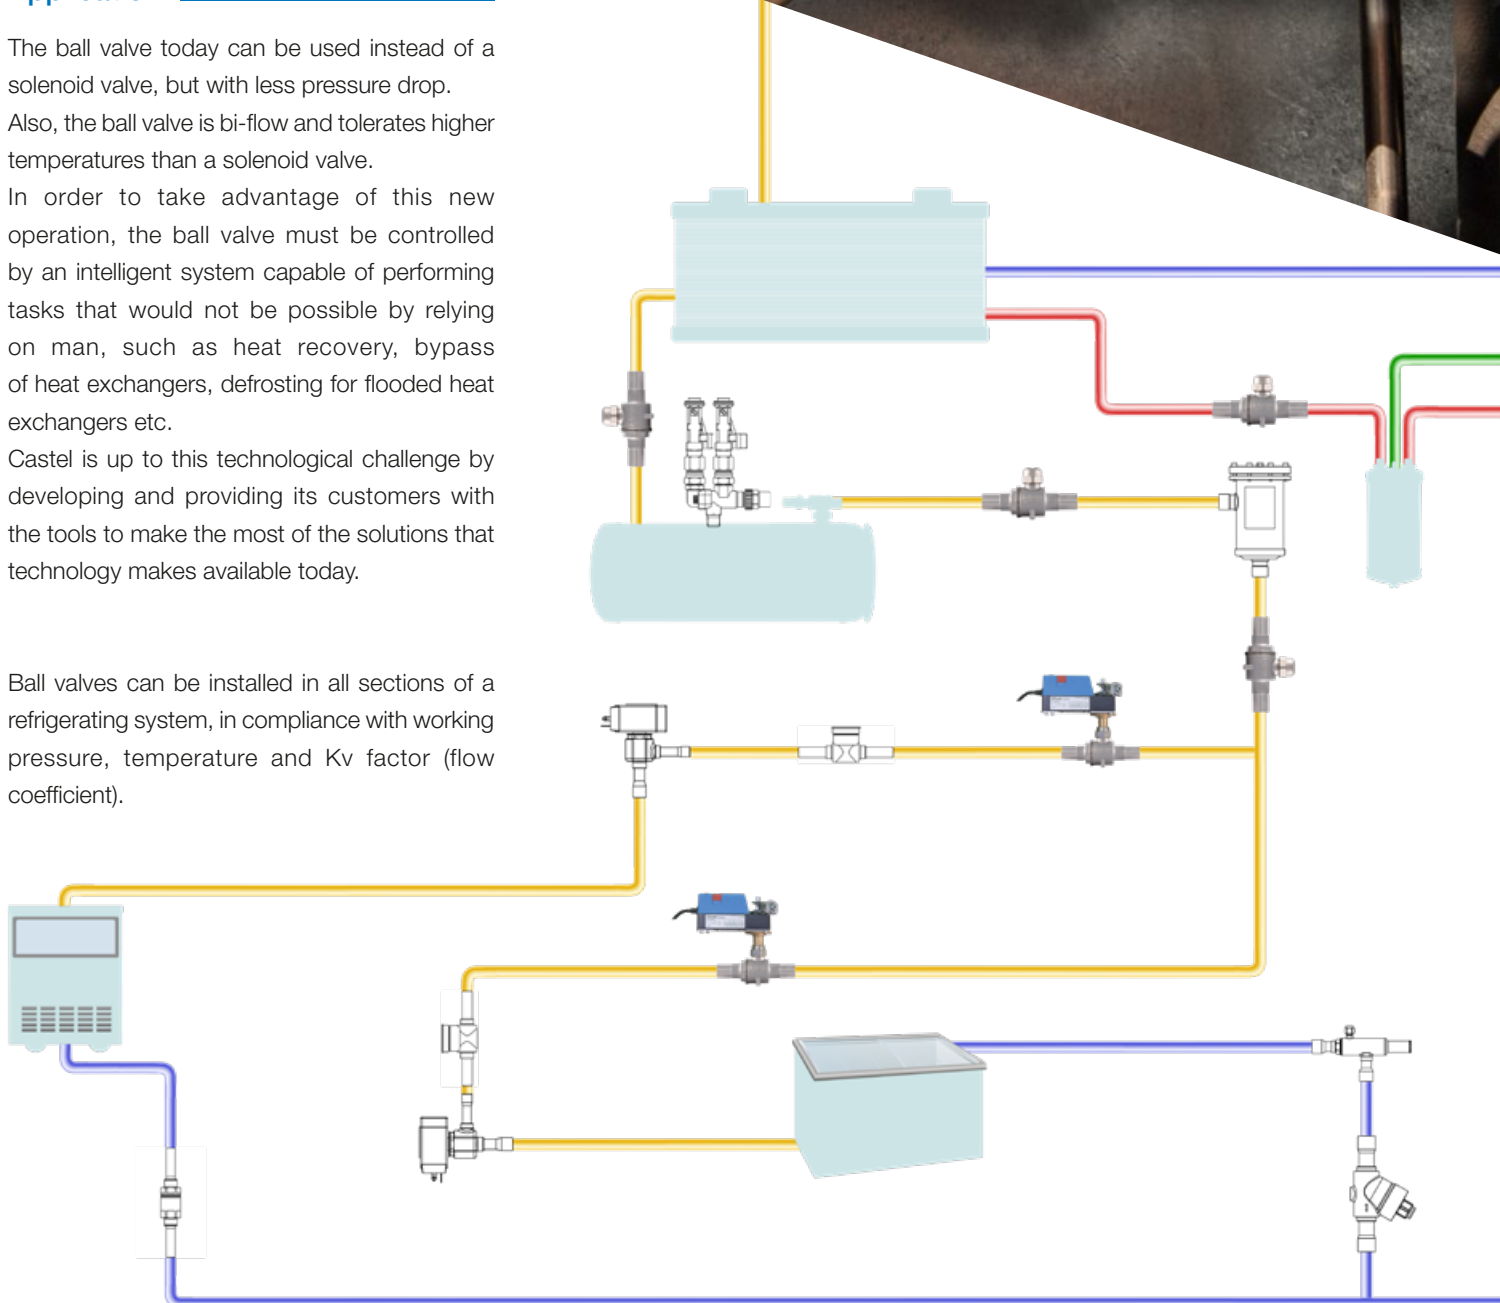 The ball valve today can be used instead of a
solenoid valve, but with less pressure drop.
Also, the ball valve is bi-flow and tolerates higher
temperatures than a solenoid valve.
In order to take advantage of this new
operation, the ball valve must be controlled
by an intelligent system capable of performing
tasks that would not be possible by relying
on man, such as heat recovery, bypass
of heat exchangers, defrosting for flooded heat
exchangers etc.
Castel is up to this technological challenge by
developing and providing its customers with
the tools to make the most of the solutions that
technology makes available today.
Ball valves can be installed in all sections of a
refrigerating system, in compliance with working
pressure, temperature and Kv factor (flow
coefficient).